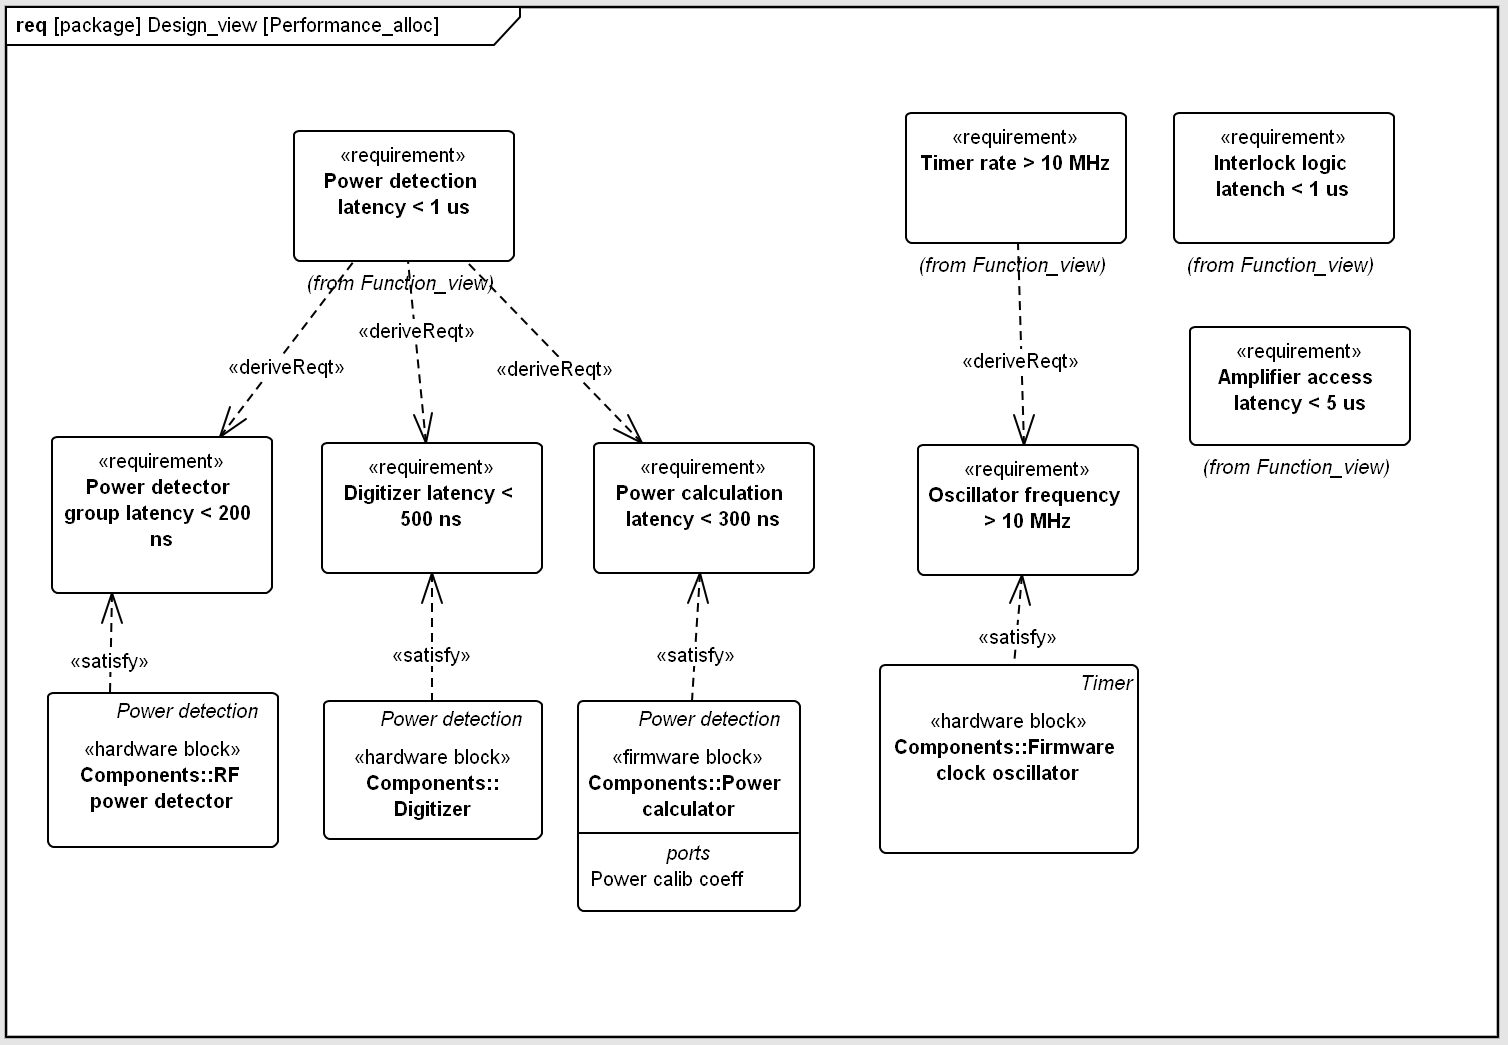 req [package] Design_view [Performance_alloc]
«requirement»
Power detection
latency < 1 us
(from Function_view)
«requirement»
Timer rate > 10 MHz
(from Function_view)
«requirement»
Interlock logic
latench < 1 us
(from Function_view)
«deriveReqt»
«deriveReqt»
«deriveReqt»
«deriveReqt»
«requirement»
Amplifier access
latency < 5 us
(from Function_view)
«requirement»
Power detector
group latency < 200
ns
«requirement»
Digitizer latency <
500 ns
«requirement»
Power calculation
latency < 300 ns
«requirement»
Oscillator frequency
> 10 MHz
«satisfy»
«satisfy»
«satisfy»
«satisfy»
Power detection
«hardware block»
Components::RF
power detector
Power detection
«hardware block»
Components::
Digitizer
Power detection
«firmware block»
Components::Power
calculator
ports
Power calib coeff
Timer
«hardware block»
Components::Firmware
clock oscillator